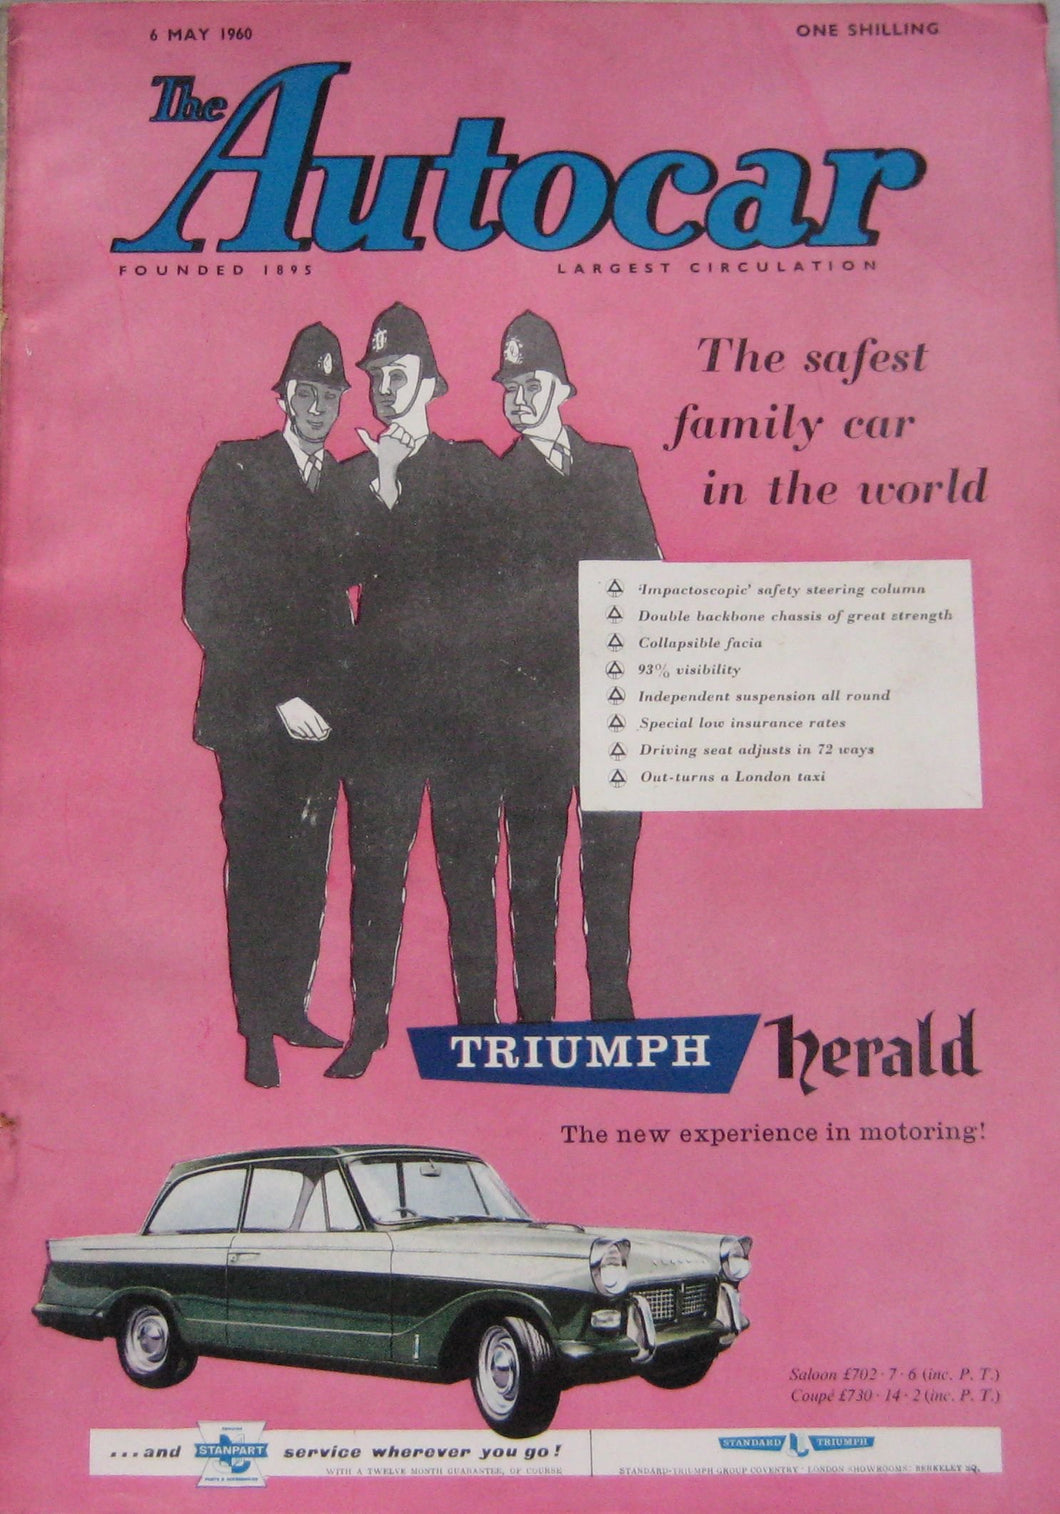 6 MAY 1960
ONE SHILLING
The Autocar
FOUNDED 1895
LARGEST CIRCULATION
The safest
family car
in the world
'Impactoscopic' safety steering column
Double backbone chassis of great strength
Collapsible facia
93% visibility
Independent suspension all round
Special low insurance rates
Driving seat adjusts in 72 ways
Out-turns a London taxi
TRIUMPH herald
The new experience in motoring!
Saloon £702·7·6 (inc. P. T.)
Coupé £730·14·2 (inc. P. T.)
...and STANPART service wherever you go!
WITH A TWELVE MONTH GUARANTEE, OF COURSE
STANDARD TRIUMPH
STANDARD-TRIUMPH GROUP COVENTRY · LONDON SHOWROOMS: BERKELEY SQ.